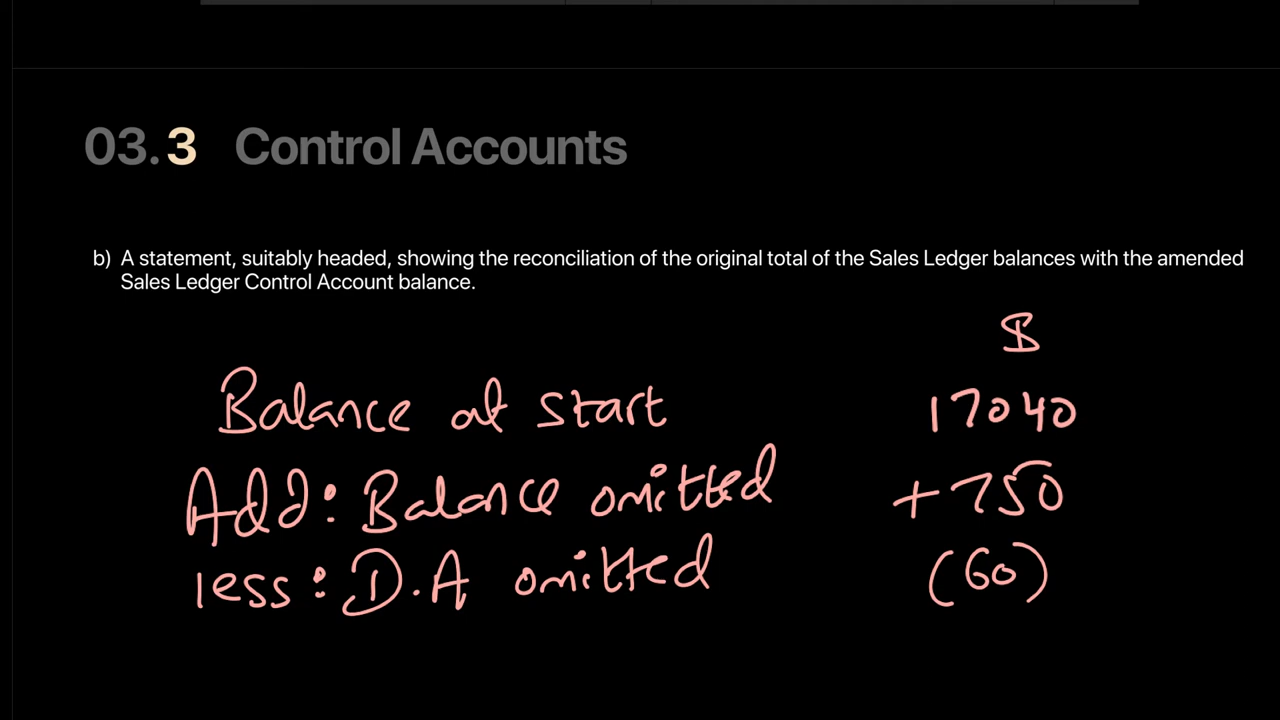 03.3 Control Accounts
b) A statement, suitably headed, showing the reconciliation of the original total of the Sales Ledger balances with the amended
Sales Ledger Control Account balance.
$
Balance at start 17040
Add: Balance omitted +750
less: D.A omitted (60)